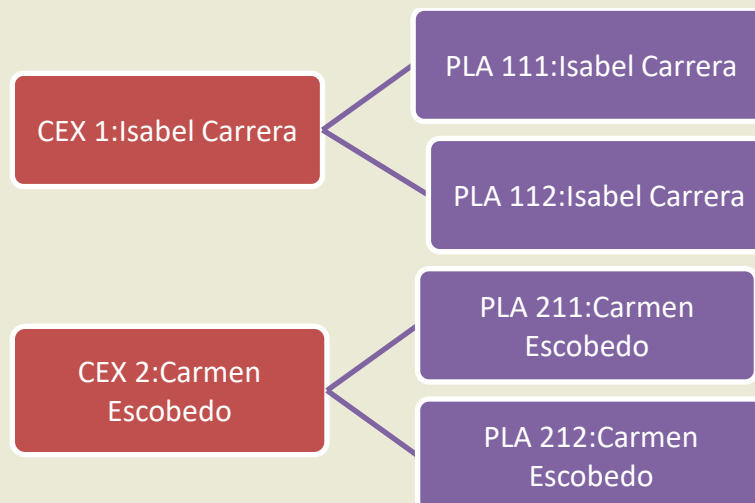 CEX 1:Isabel Carrera
PLA 111:Isabel Carrera
PLA 112:Isabel Carrera
CEX 2:Carmen
Escobedo
PLA 211:Carmen
Escobedo
PLA 212:Carmen
Escobedo